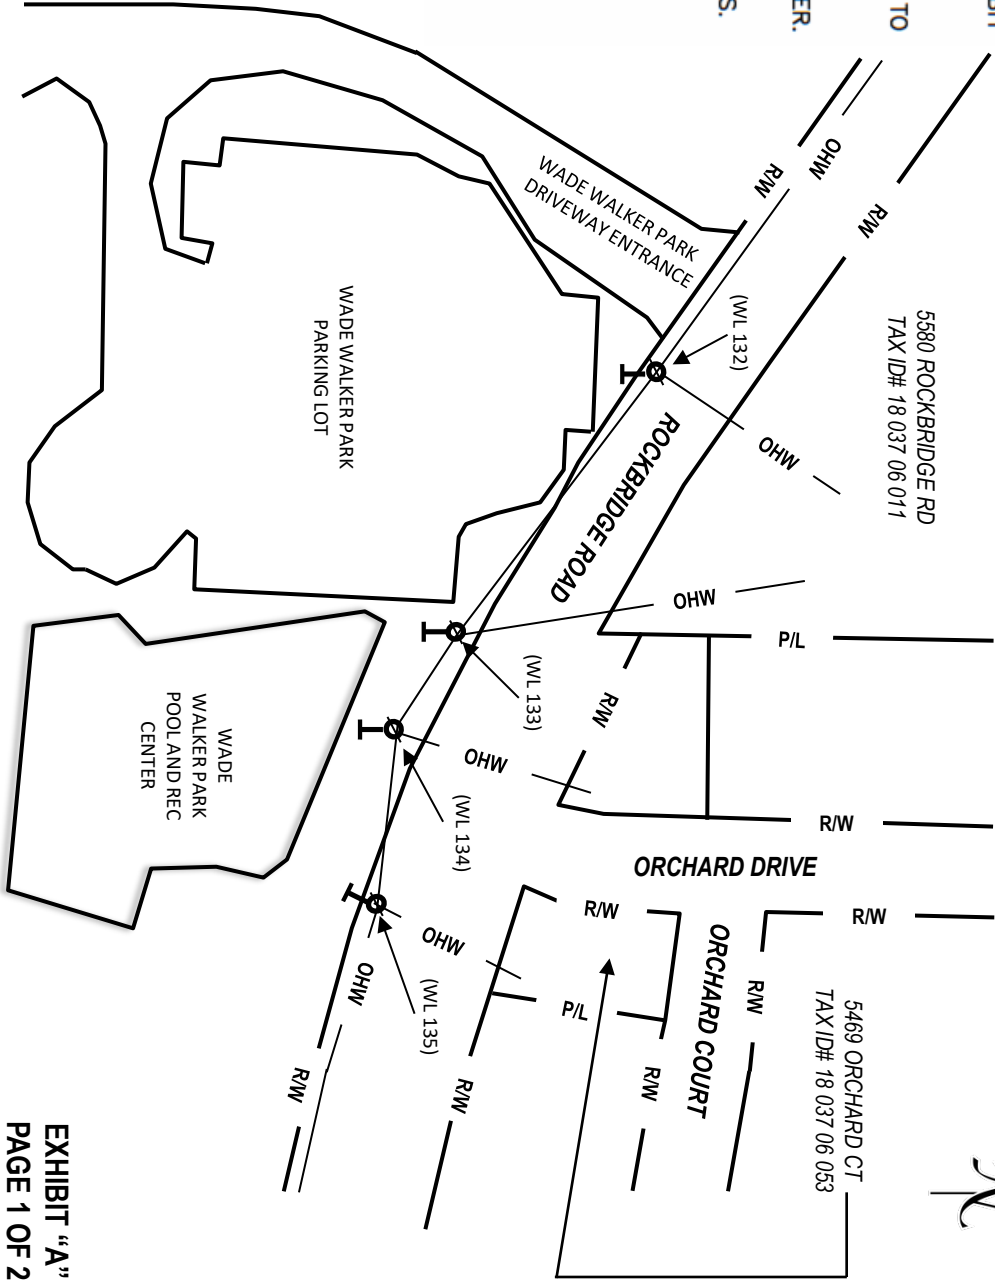 BIT
TO
ER.
S.
5580 ROCKBRIDGE RD
TAX ID# 18 037 06 011
R/W
OHW
R/W
WADE WALKER PARK
DRIVEWAY ENTRANCE
(WL 132)
OHW
ROCKBRIDGE ROAD
WADE WALKER PARK
PARKING LOT
OHW
P/L
(WL 133)
R/W
OHW
(WL 134)
R/W
ORCHARD DRIVE
WADE
WALKER PARK
POOL AND REC
CENTER
R/W
R/W
OHW
ORCHARD COURT
R/W
P/L
(WL 135)
OHW
5469 ORCHARD CT
TAX ID# 18 037 06 053
R/W
R/W
R/W
N
EXHIBIT “A”
PAGE 1 OF 2